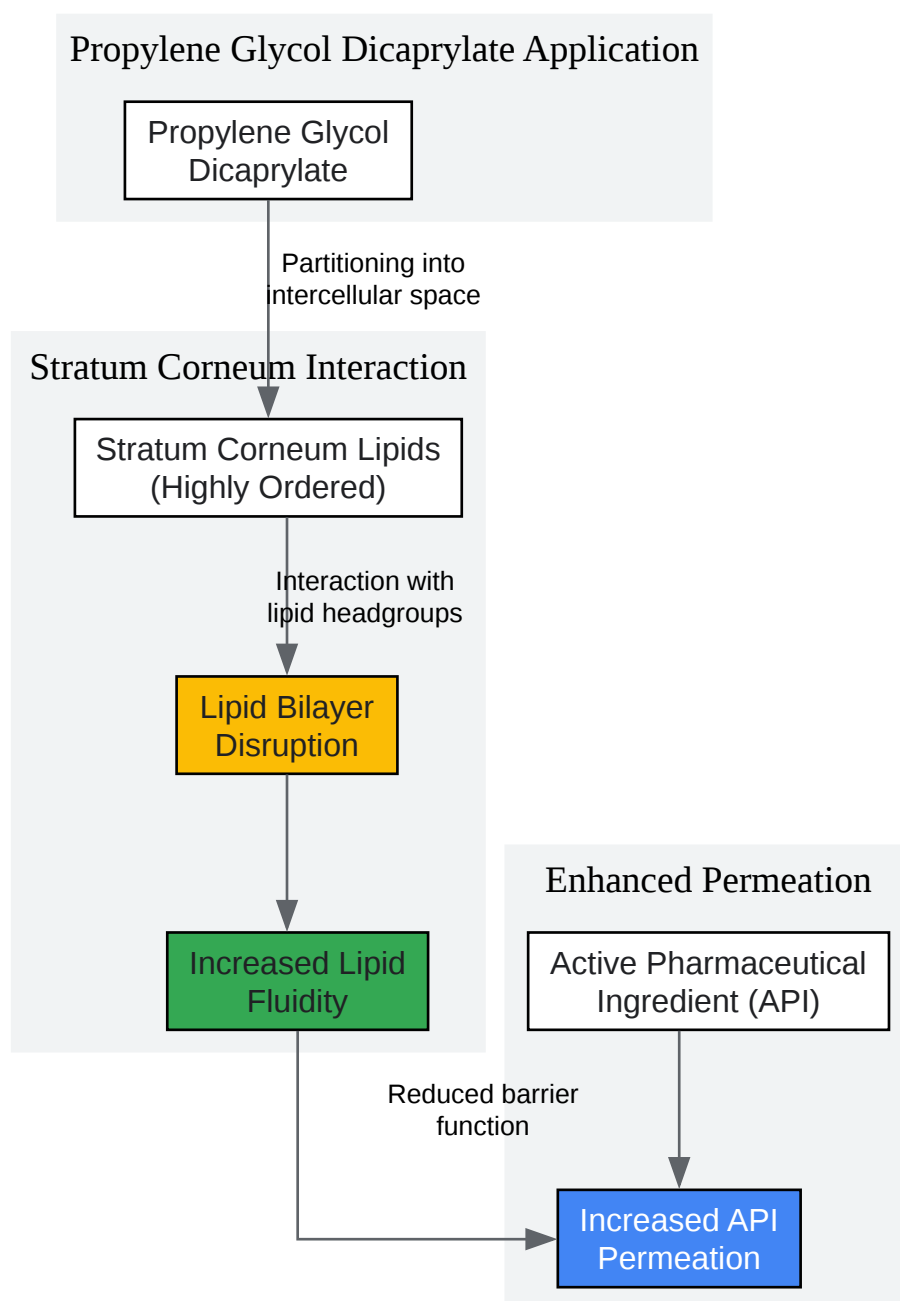 Propylene Glycol Dicaprylate Application
Propylene Glycol
Dicaprylate
Partitioning into
intercellular space
Stratum Corneum Interaction
Stratum Corneum Lipids
(Highly Ordered)
Interaction with
lipid headgroups
Lipid Bilayer
Disruption
Increased Lipid
Fluidity
Enhanced Permeation
Active Pharmaceutical
Ingredient (API)
Reduced barrier
function
Increased API
Permeation